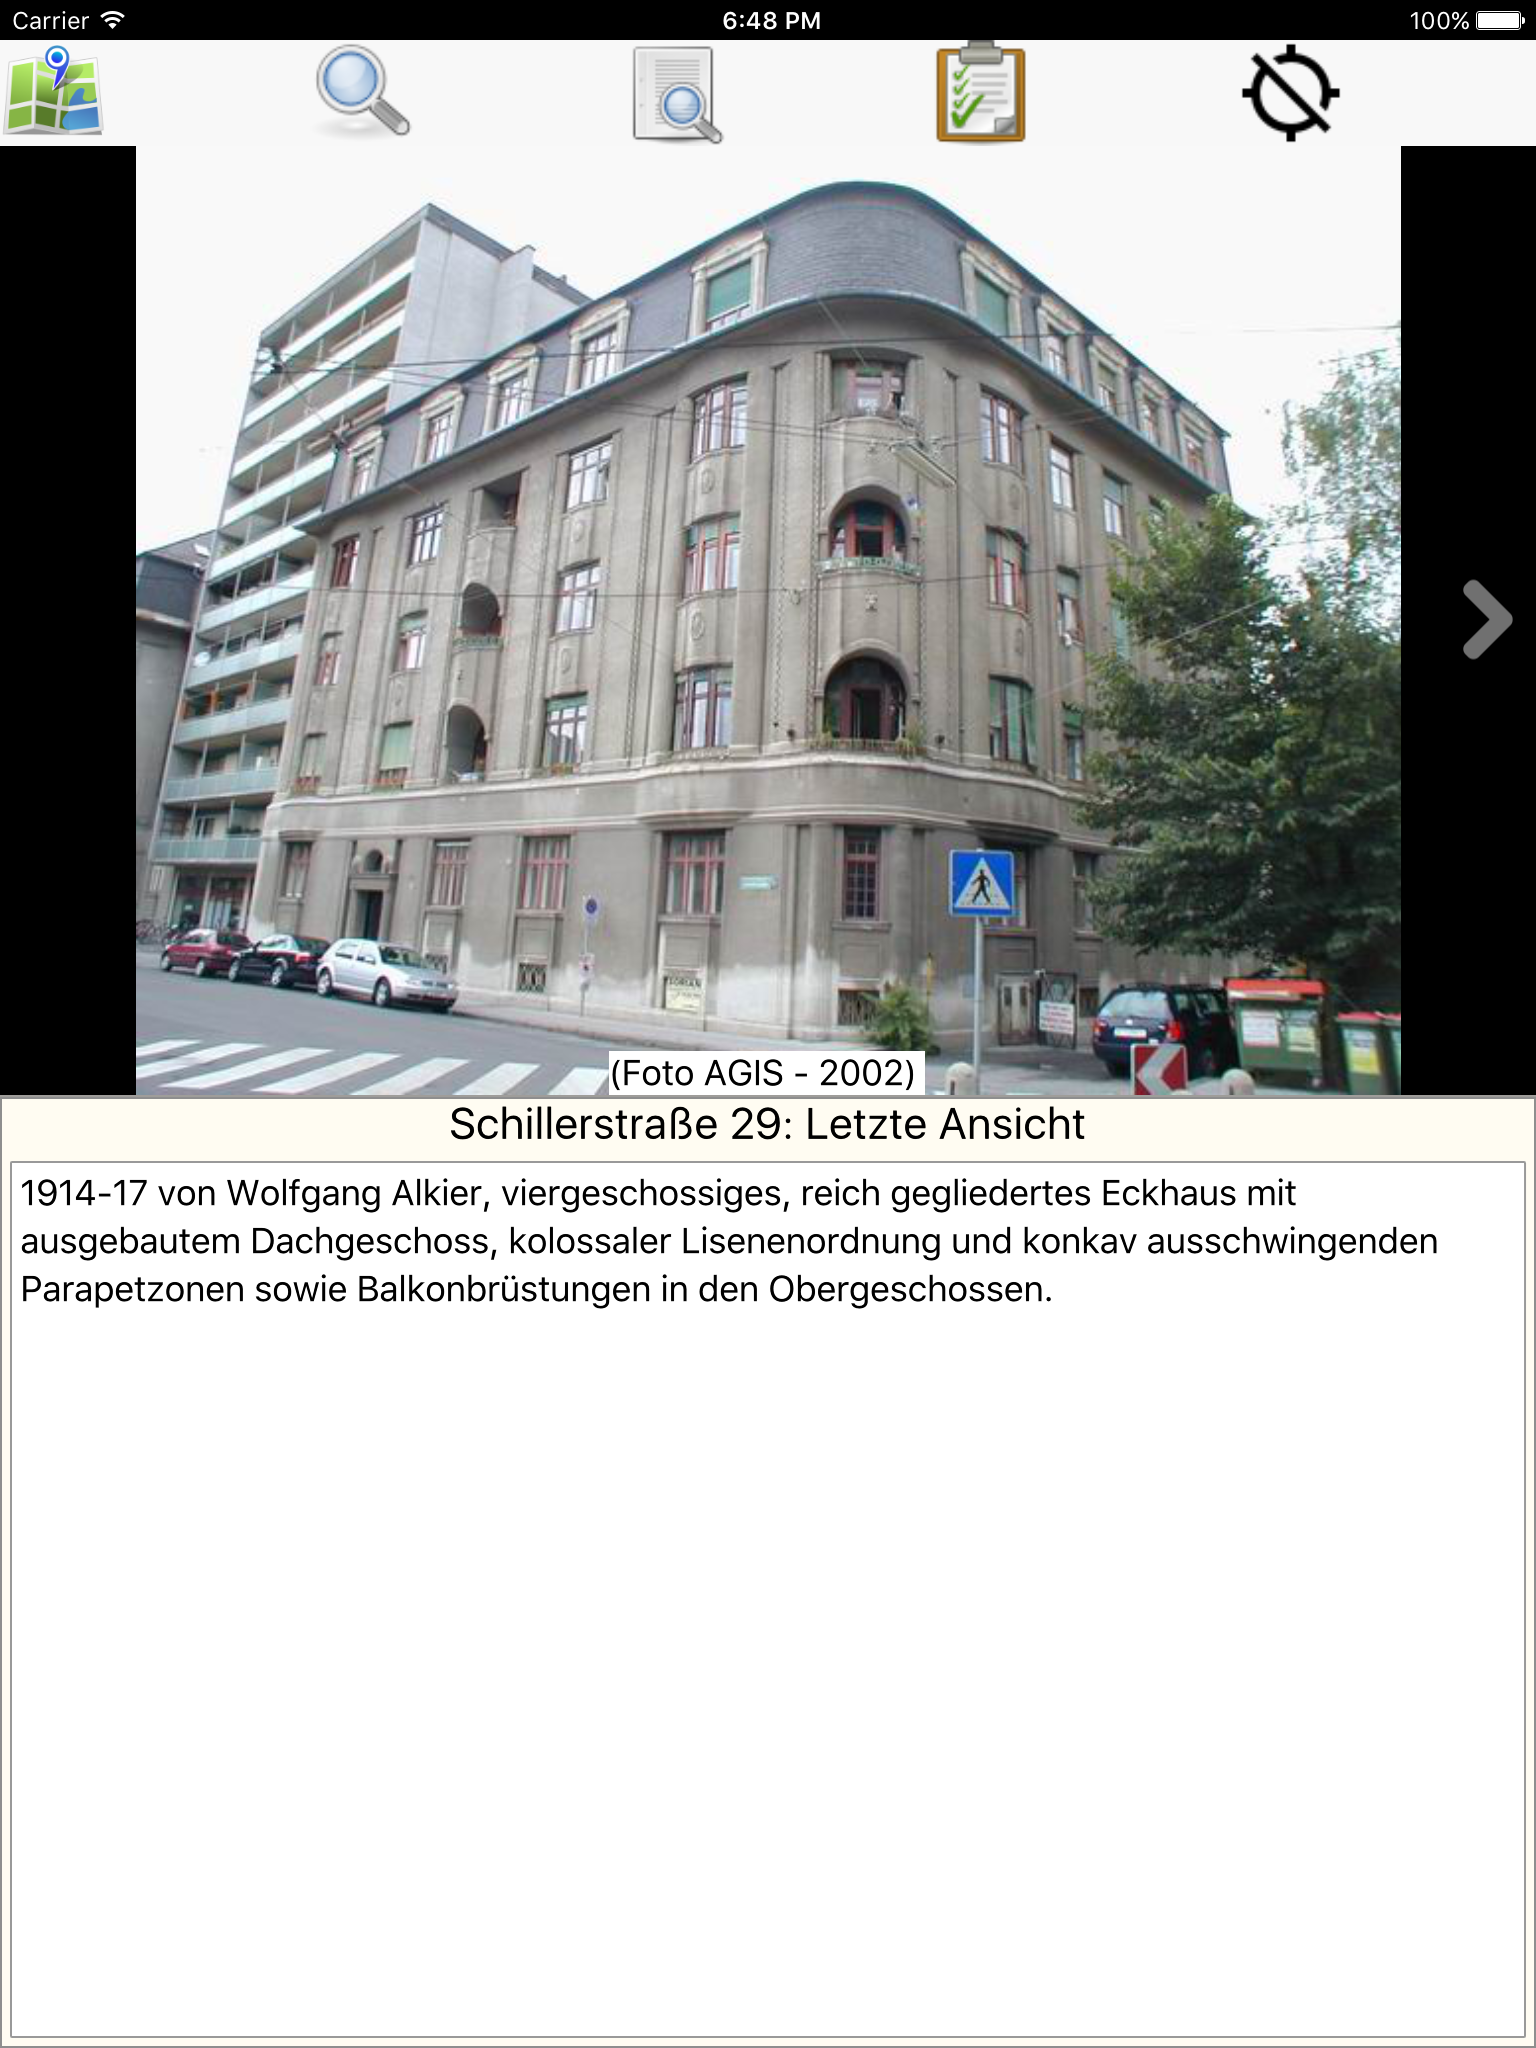 Carrier 6:48 PM 100%
(Foto AGIS - 2002)
Schillerstraße 29: Letzte Ansicht
1914-17 von Wolfgang Alkier, viergeschossiges, reich gegliedertes Eckhaus mit
ausgebautem Dachgeschoss, kolossaler Lisenenordnung und konkav ausschwingenden
Parapetzonen sowie Balkonbrüstungen in den Obergeschossen.